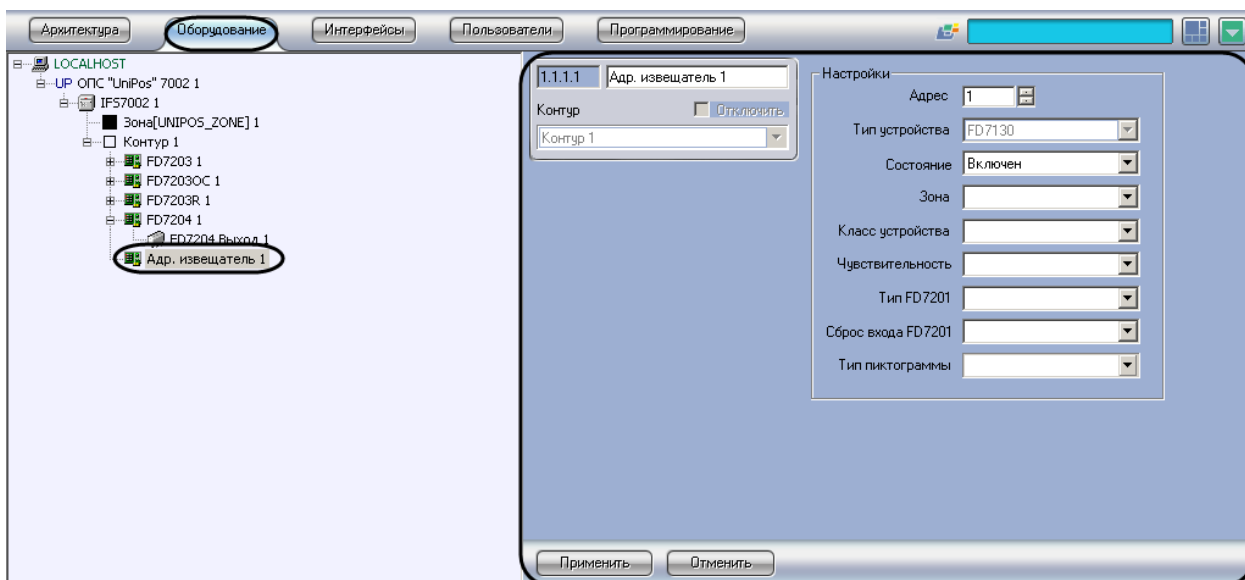 Архитектура Оборудование Интерфейсы Пользователи Программирование
LOCALHOST
UP ОПС "UniPos" 7002 1
IFS7002 1
Зона[UNIPOS_ZONE] 1
Контур 1
FD7203 1
FD7203OC 1
FD7203R 1
FD7204 1
FD7204 Выход 1
Адр. извещатель 1
1.1.1.1 Адр. извещатель 1
Контур Отключить
Контур 1
Настройки
Адрес 1
Тип устройства FD7130
Состояние Включен
Зона
Класс устройства
Чувствительность
Тип FD7201
Сброс входа FD7201
Тип пиктограммы
Применить Отменить